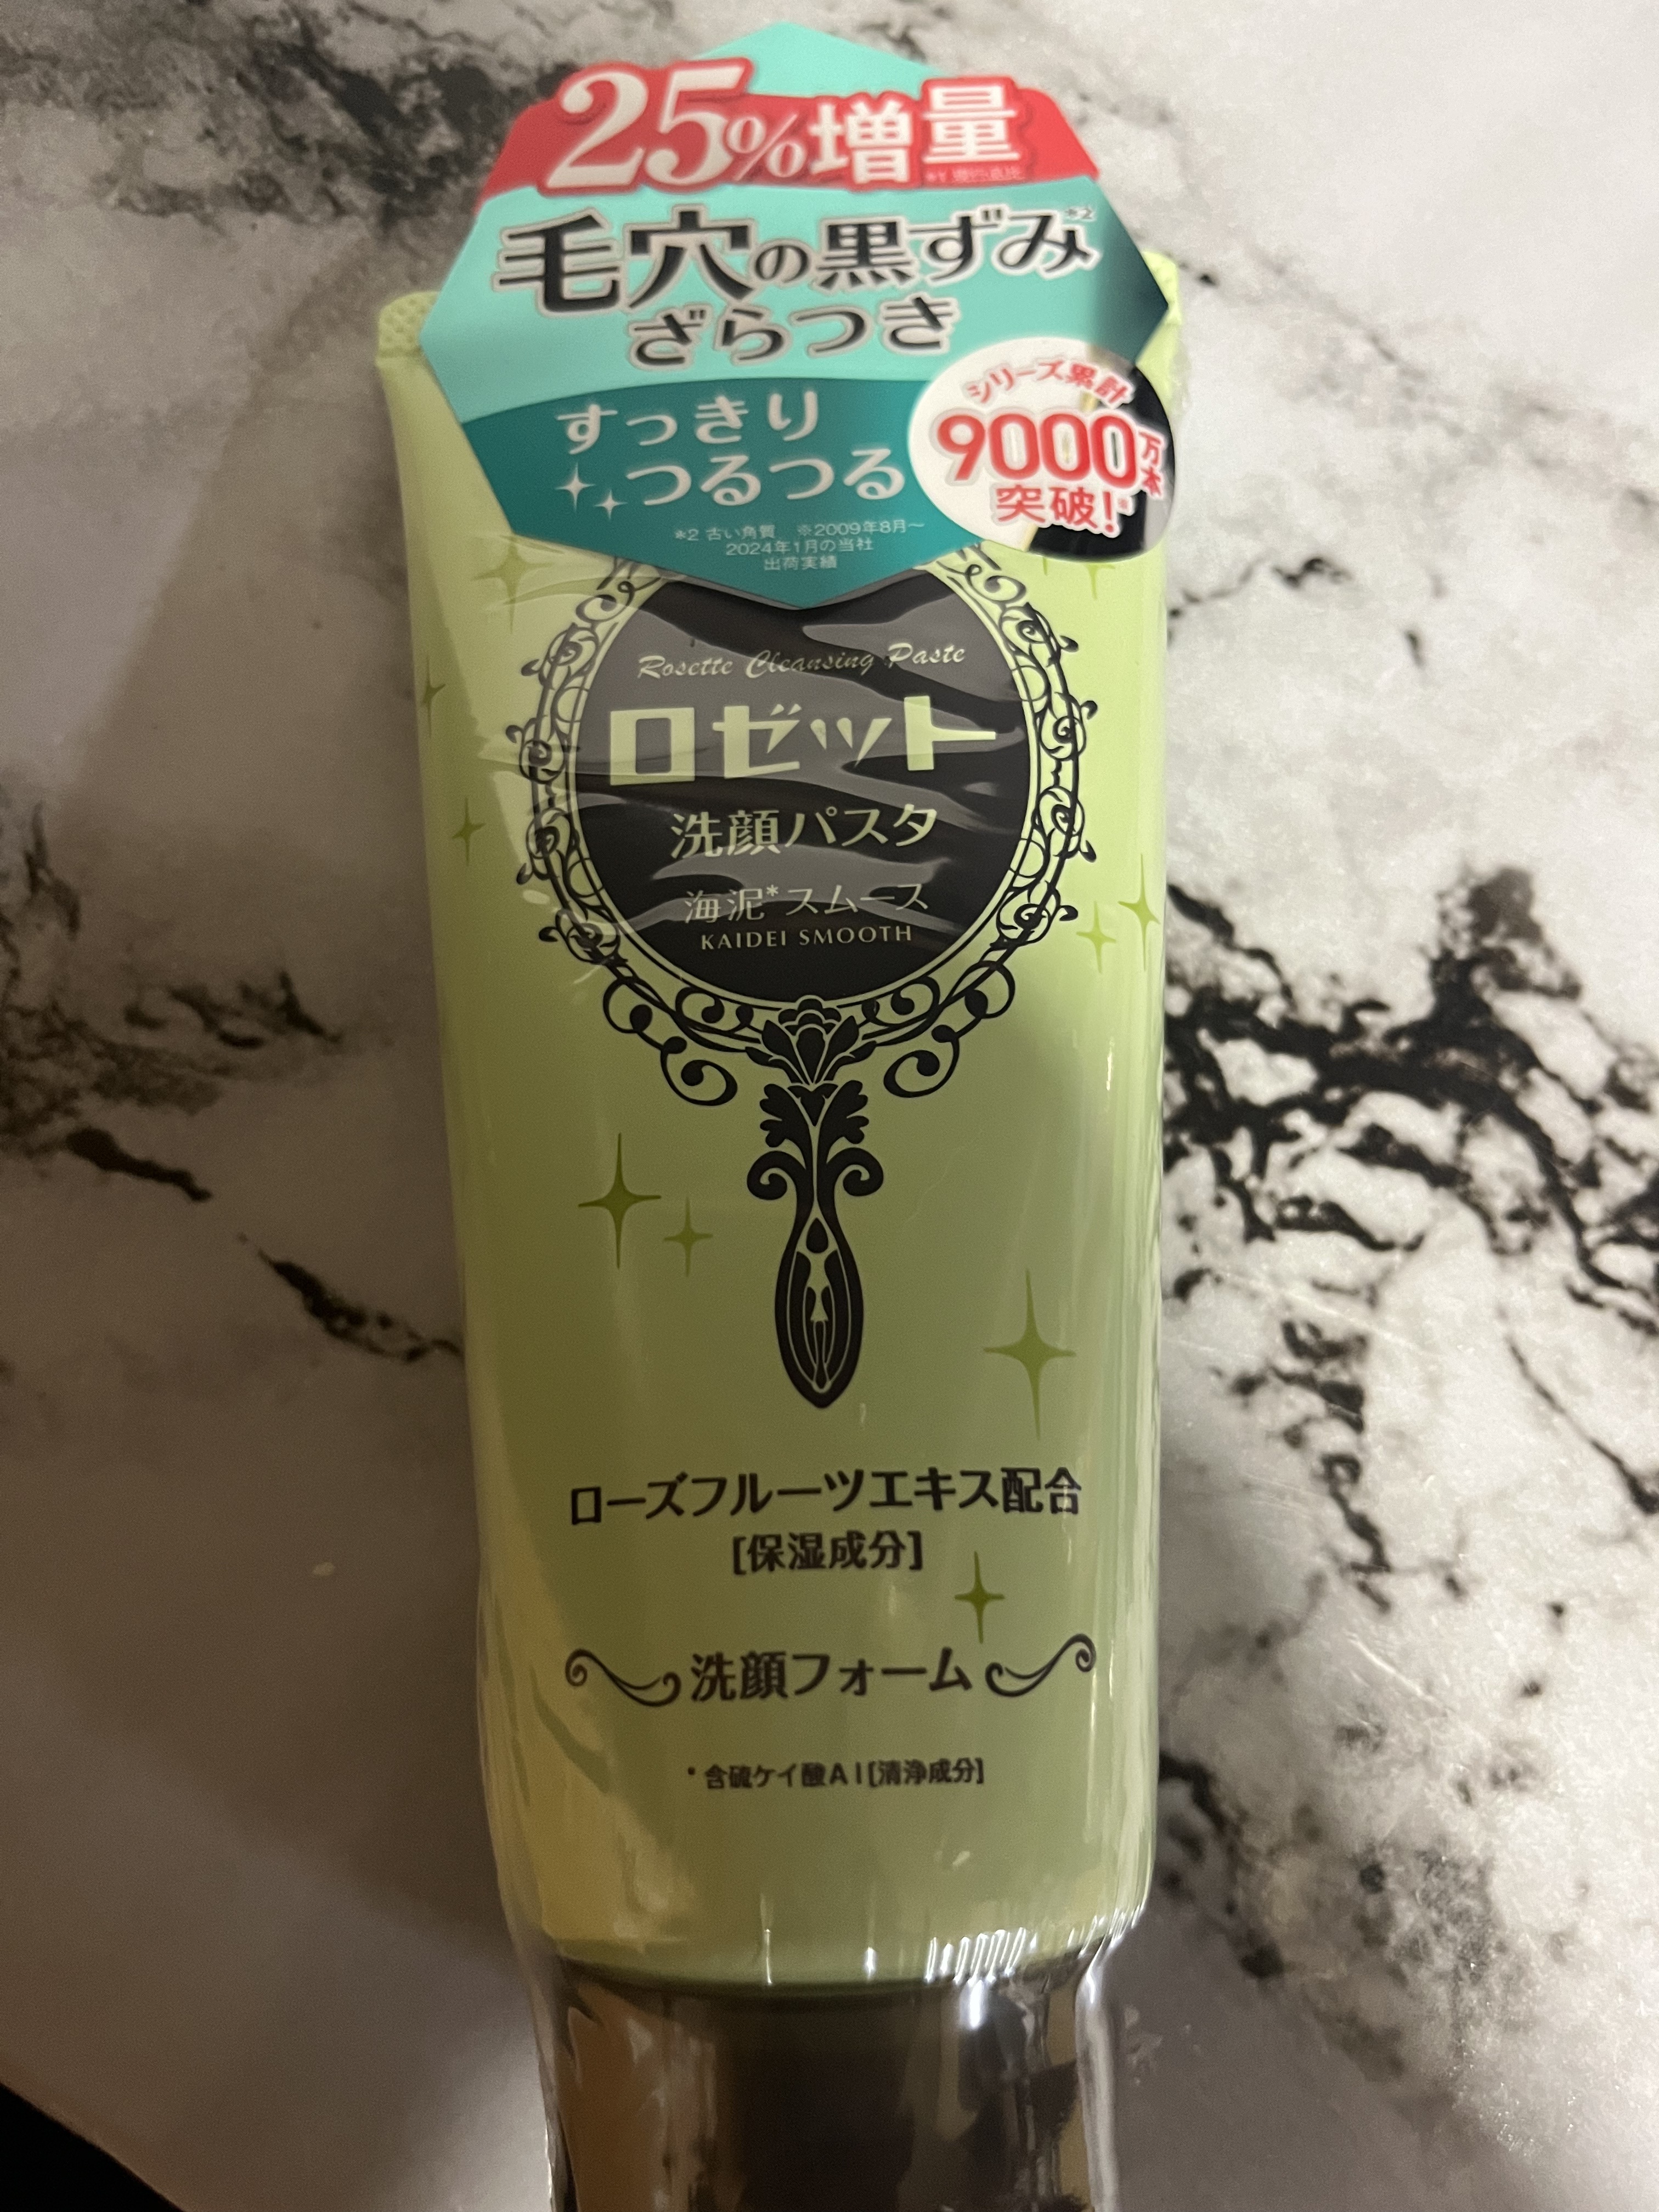 25%増量
毛穴の黒ずみ*2
ざらつき
すっきり
つるつる
シリーズ累計
9000万本
突破!
*2 古い角質 ※2009年8月～
2024年1月の当社
出荷実績
Rosette Cleansing Paste
ロゼット
洗顔パスタ
海泥*スムース
KAIDEI SMOOTH
ローズフルーツエキス配合
[保湿成分]
洗顔フォーム
*含硫ケイ酸Al[清浄成分]